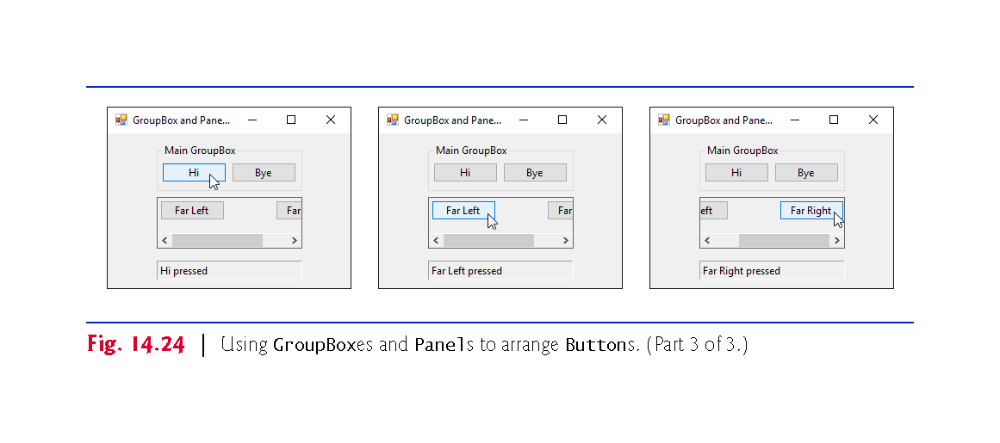 GroupBox and Pane...
Main GroupBox
Hi Bye
Far Left Far
Hi pressed
GroupBox and Pane...
Main GroupBox
Hi Bye
Far Left Far
Far Left pressed
GroupBox and Pane...
Main GroupBox
Hi Bye
eft Far Right
Far Right pressed
Fig. 14.24 | Using GroupBoxes and Panels to arrange Buttons. (Part 3 of 3.)